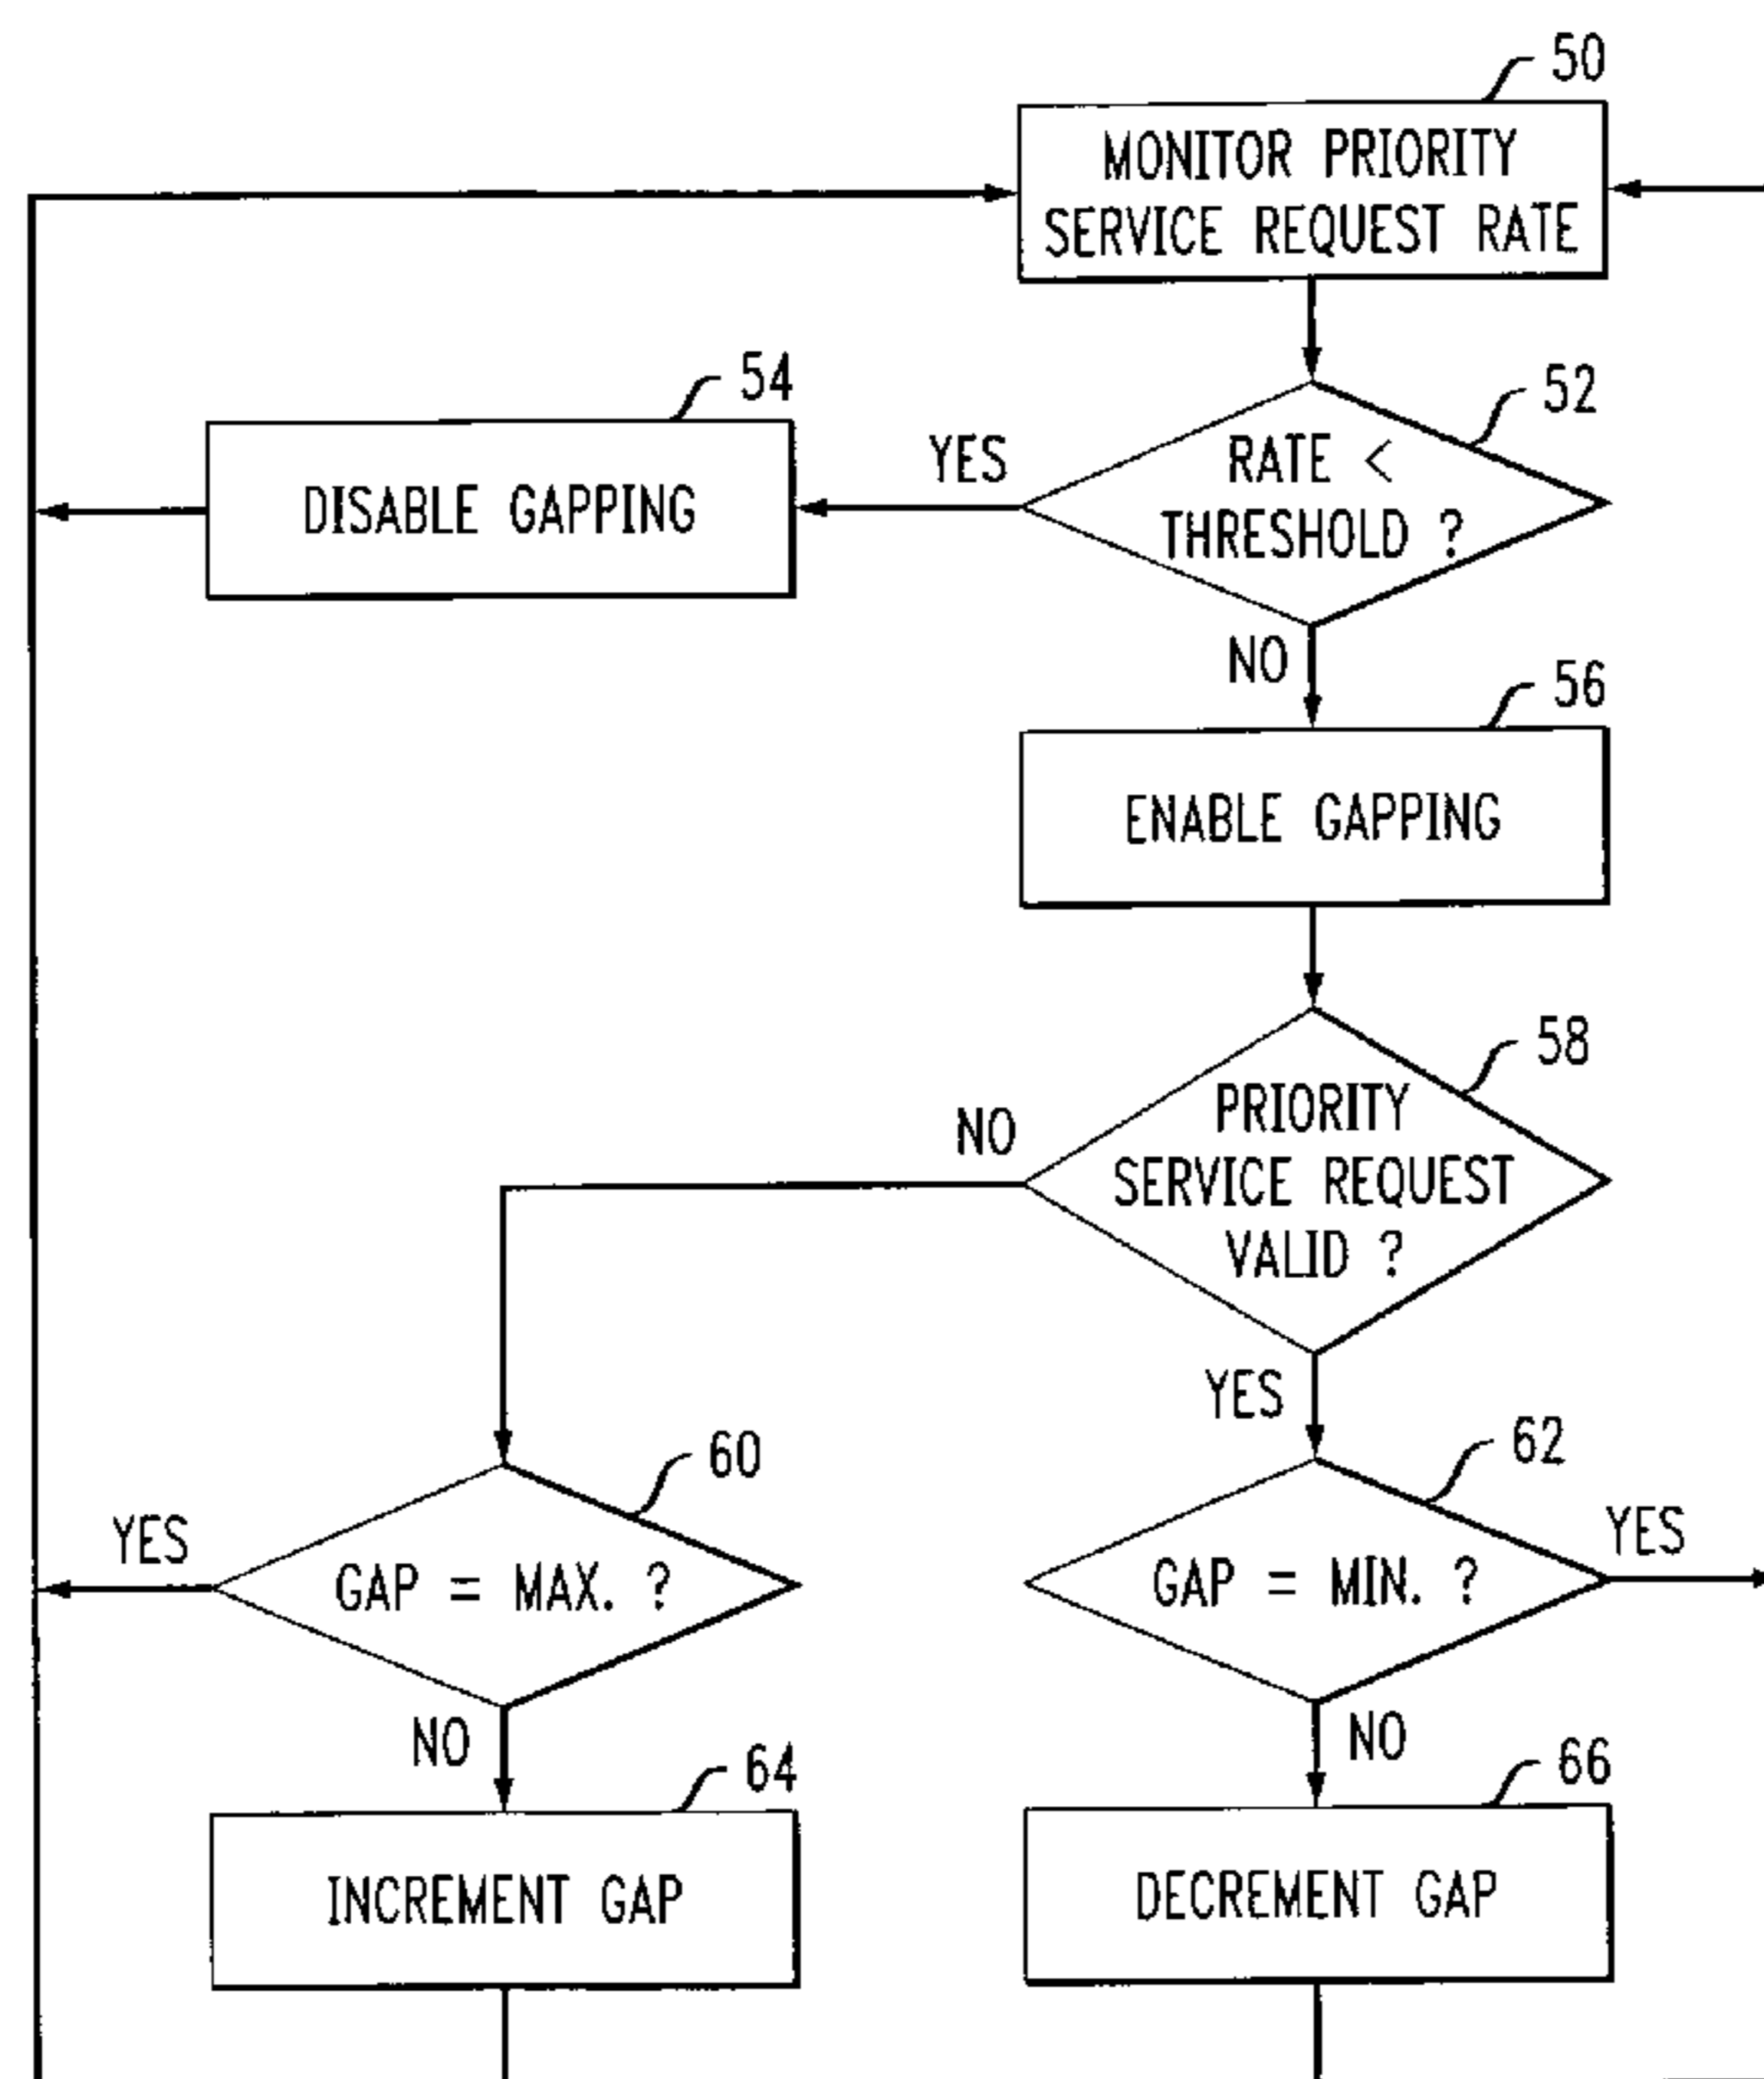 50
MONITOR PRIORITY
SERVICE REQUEST RATE
54
52
YES
RATE <
THRESHOLD ?
DISABLE GAPPING
NO
56
ENABLE GAPPING
58
NO
PRIORITY
SERVICE REQUEST
VALID ?
YES
60
62
YES
GAP = MAX. ?
GAP = MIN. ?
YES
NO
NO
64
66
INCREMENT GAP
DECREMENT GAP